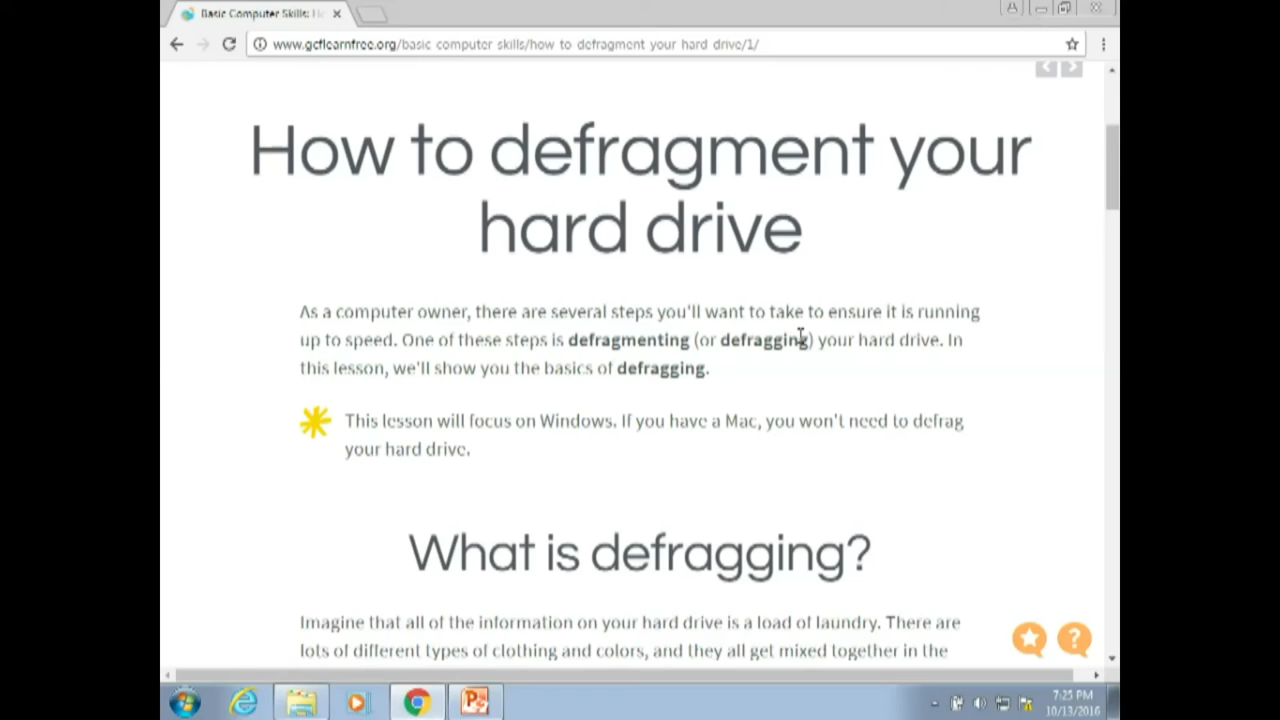 Basic Computer Skills: H
www.gcflearnfree.org/basic computer skills/how to defragment your hard drive/1/
How to defragment your
hard drive
As a computer owner, there are several steps you'll want to take to ensure it is running
up to speed. One of these steps is defragmenting (or defragging) your hard drive. In
this lesson, we'll show you the basics of defragging.
This lesson will focus on Windows. If you have a Mac, you won't need to defrag
your hard drive.
What is defragging?
Imagine that all of the information on your hard drive is a load of laundry. There are
lots of different types of clothing and colors, and they all get mixed together in the
7:25 PM
10/13/2016